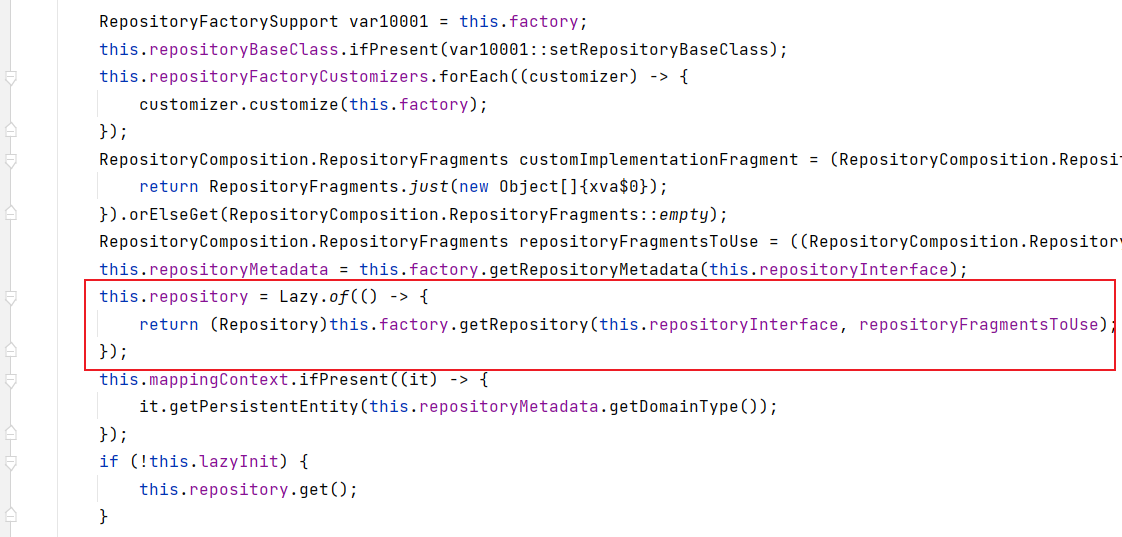 RepositoryFactorySupport var10001 = this.factory;
this.repositoryBaseClass.ifPresent(var10001::setRepositoryBaseClass);
this.repositoryFactoryCustomizers.forEach((customizer) -> {
    customizer.customize(this.factory);
});
RepositoryComposition.RepositoryFragments customImplementationFragment = (RepositoryComposition.Reposit
    return RepositoryFragments.just(new Object[]{xva$0});
}).orElseGet(RepositoryComposition.RepositoryFragments::empty);
RepositoryComposition.RepositoryFragments repositoryFragmentsToUse = ((RepositoryComposition.Repository
this.repositoryMetadata = this.factory.getRepositoryMetadata(this.repositoryInterface);
this.repository = Lazy.of(() -> {
    return (Repository)this.factory.getRepository(this.repositoryInterface, repositoryFragmentsToUse);
});
this.mappingContext.ifPresent((it) -> {
    it.getPersistentEntity(this.repositoryMetadata.getDomainType());
});
if (!this.lazyInit) {
    this.repository.get();
}